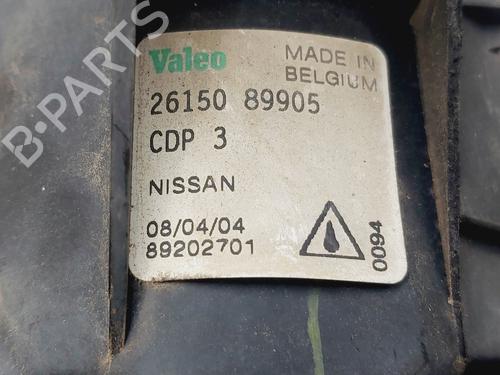 B-PARTS
Valeo
MADE IN
BELGIUM
26150 89905
CDP 3
NISSAN
08/04/04
89202701
0094